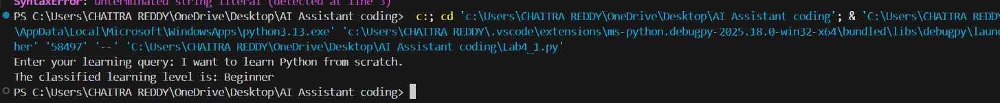 SyntaxError: unterminated string literal (detected at line 3)
PS C:\Users\CHAITRA REDDY\OneDrive\Desktop\AI Assistant coding>  c:; cd 'c:\Users\CHAITRA REDDY\OneDrive\Desktop\AI Assistant coding'; & 'C:\Users\CHAITRA REDDY
\AppData\Local\Microsoft\WindowsApps\python3.13.exe' 'c:\Users\CHAITRA REDDY\.vscode\extensions\ms-python.debugpy-2025.18.0-win32-x64\bundled\libs\debugpy\launc
her' '58497' '--' 'C:\Users\CHAITRA REDDY\OneDrive\Desktop\AI Assistant coding\Lab4_1.py'
Enter your learning query: I want to learn Python from scratch.
The classified learning level is: Beginner
PS C:\Users\CHAITRA REDDY\OneDrive\Desktop\AI Assistant coding>